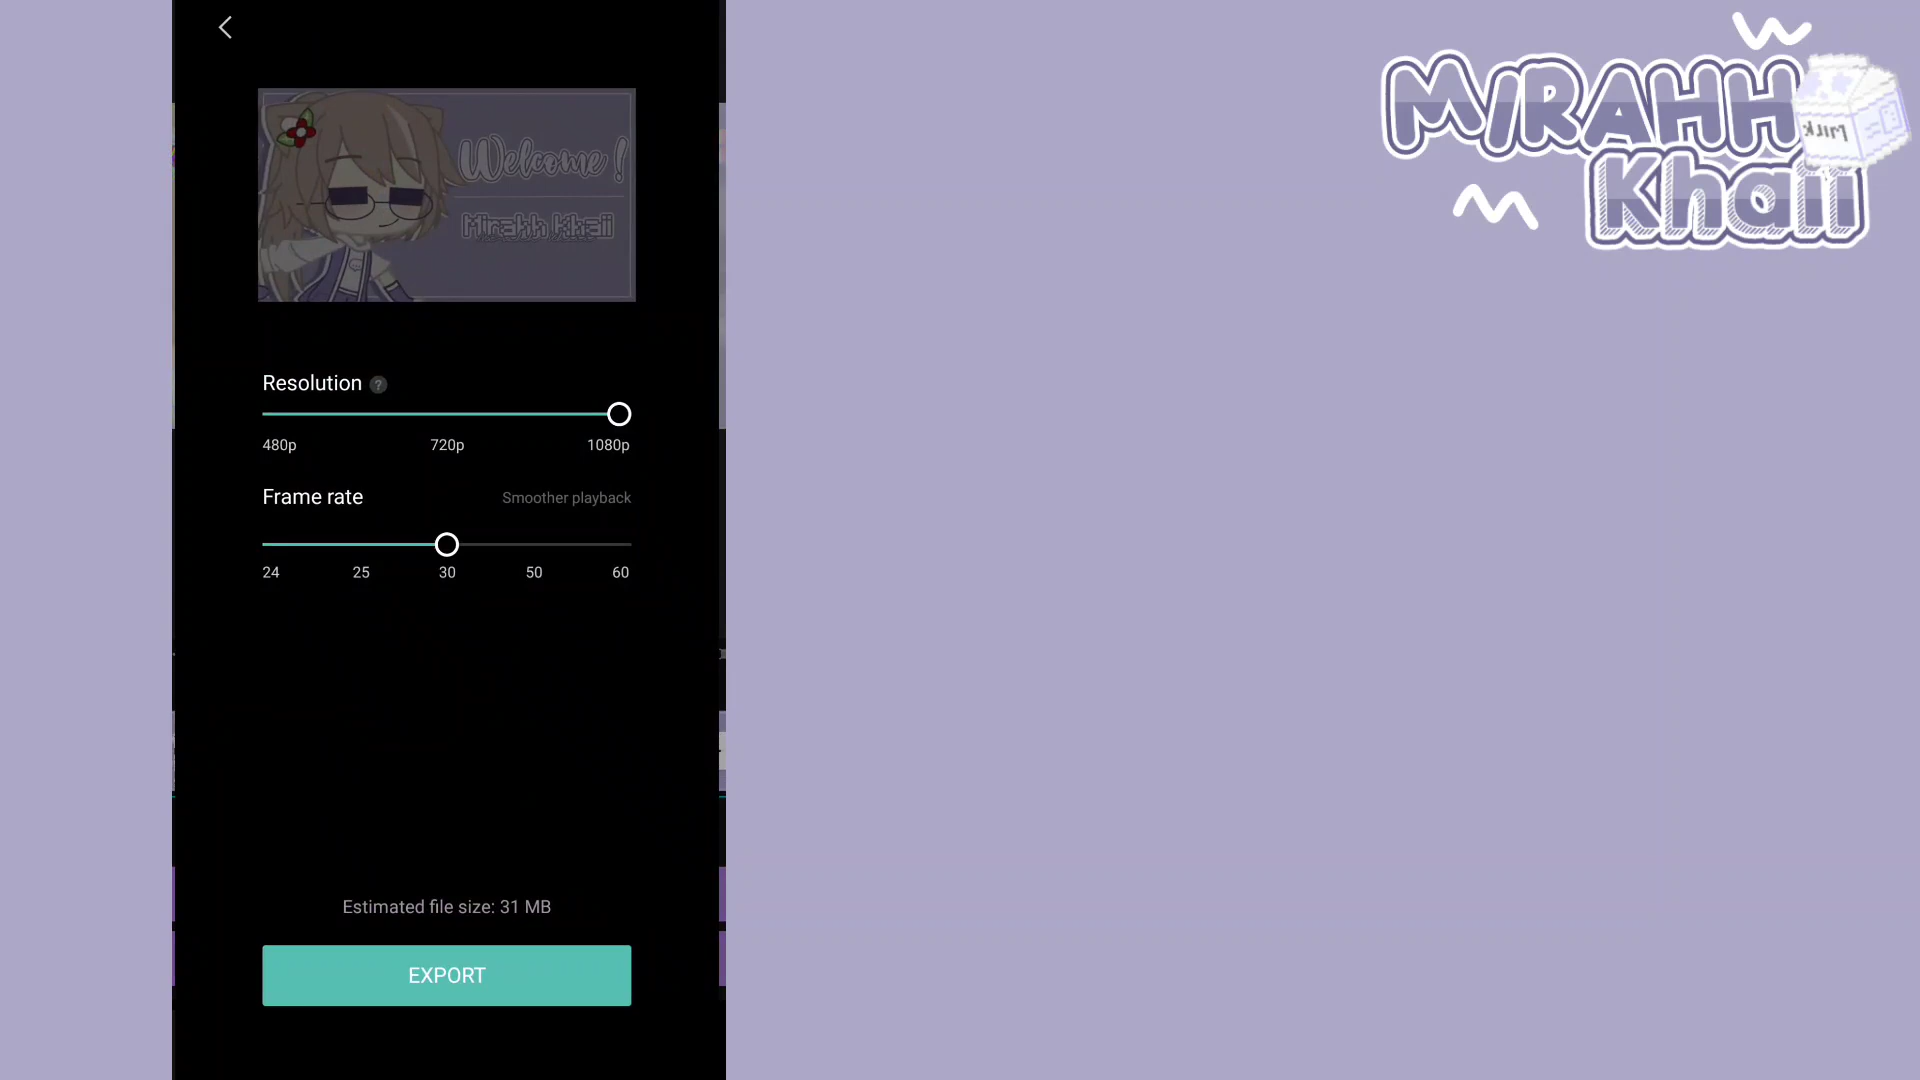 MIRAHH
Khaii
Milk
Welcome !
Mirahh Khaii
Resolution ?
480p 720p 1080p
Frame rate Smoother playback
24 25 30 50 60
Estimated file size: 31 MB
EXPORT